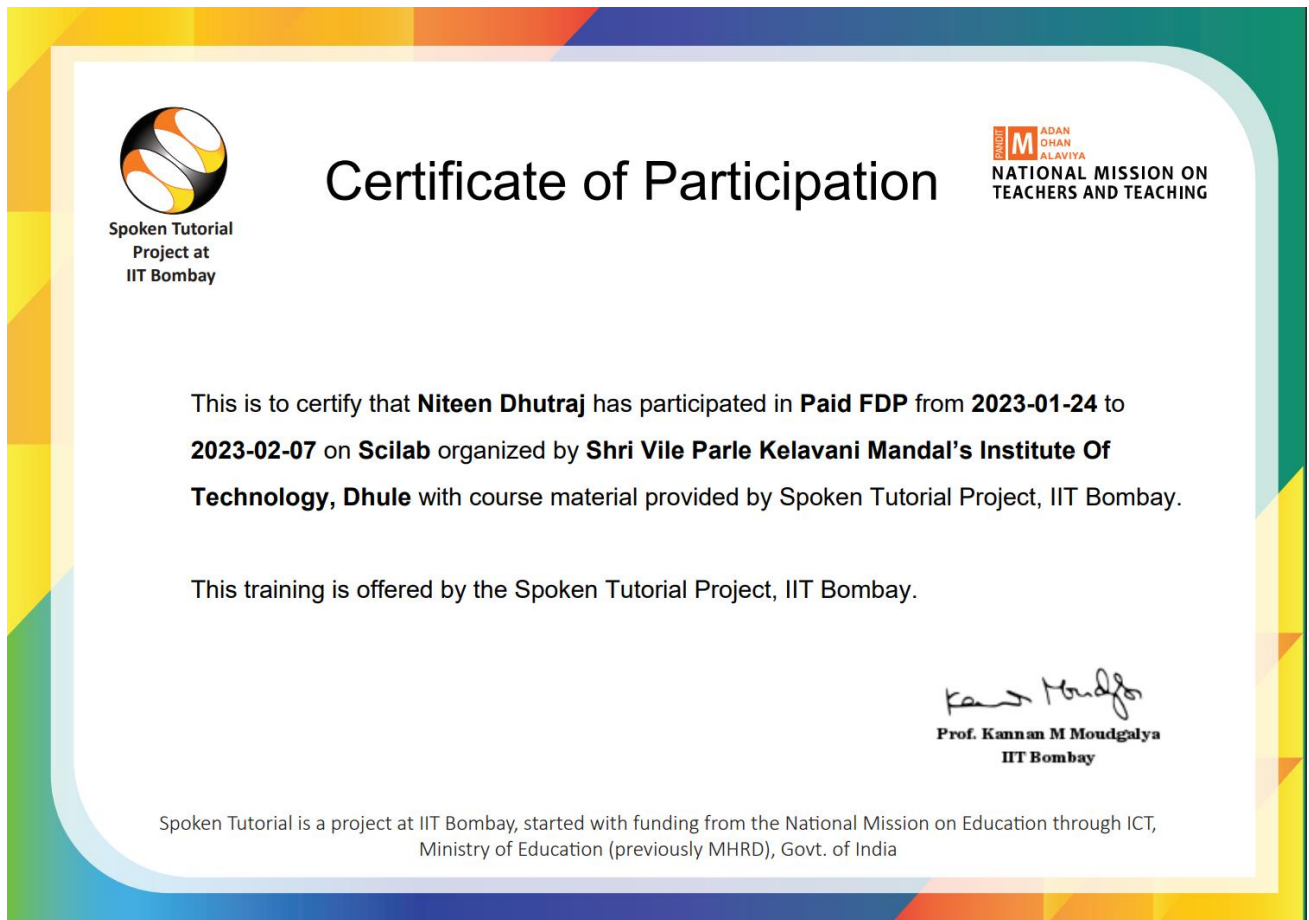 Spoken Tutorial
Project at
IIT Bombay
Certificate of Participation
PANDIT
M
ADAN
OHAN
ALAVIYA
NATIONAL MISSION ON
TEACHERS AND TEACHING
This is to certify that Niteen Dhutraj has participated in Paid FDP from 2023-01-24 to
2023-02-07 on Scilab organized by Shri Vile Parle Kelavani Mandal’s Institute Of
Technology, Dhule with course material provided by Spoken Tutorial Project, IIT Bombay.
This training is offered by the Spoken Tutorial Project, IIT Bombay.
Prof. Kannan M Moudgalya
IIT Bombay
Spoken Tutorial is a project at IIT Bombay, started with funding from the National Mission on Education through ICT,
Ministry of Education (previously MHRD), Govt. of India